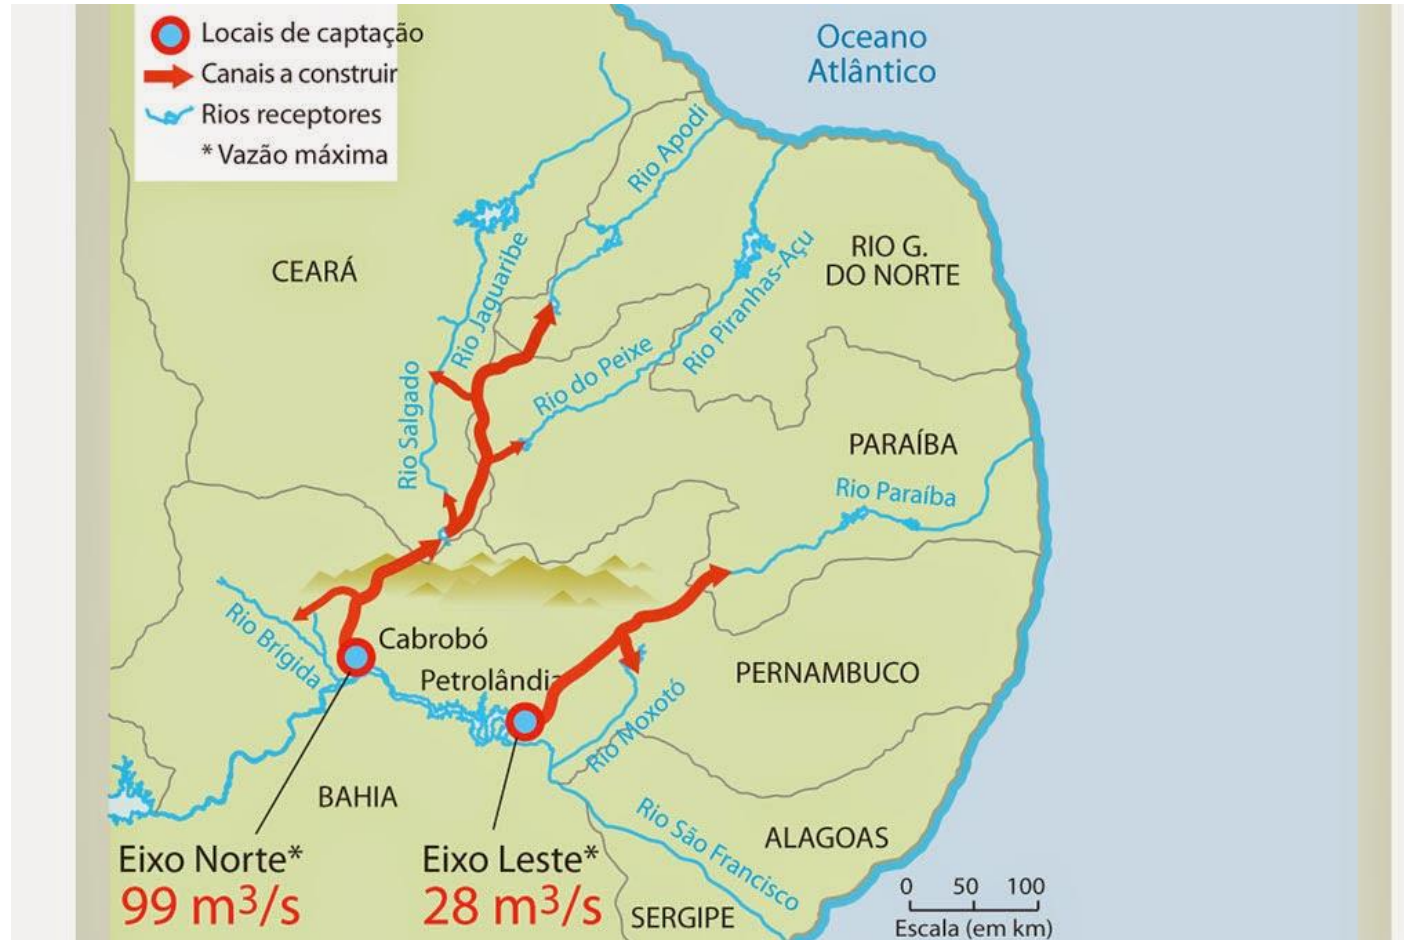 Locais de captação
Canais a construir
Rios receptores
* Vazão máxima
Oceano
Atlântico
Rio Apodi
CEARÁ
Rio Jaguaribe
RIO G.
DO NORTE
Rio Piranhas-Açu
Rio do Peixe
Rio Salgado
PARAÍBA
Rio Paraíba
Rio Brígida
Cabrobó
Petrolândia
PERNAMBUCO
Rio Moxotó
BAHIA
Rio São Francisco
ALAGOAS
Eixo Norte*
99 m³/s
Eixo Leste*
28 m³/s
SERGIPE
0 50 100
Escala (em km)